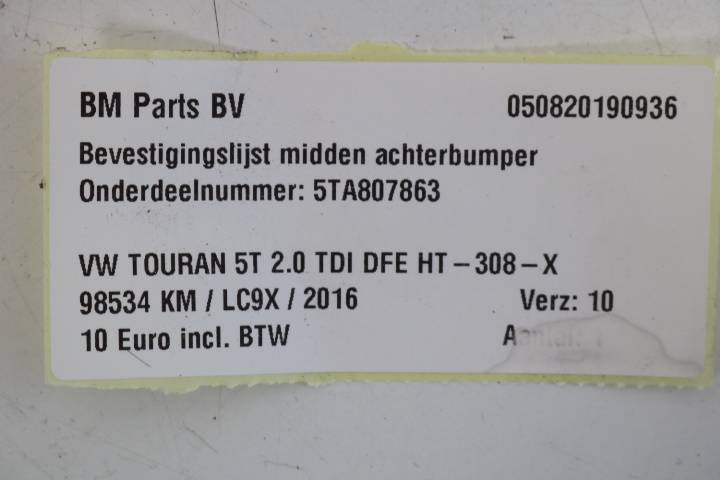 BM Parts BV 050820190936
Bevestigingslijst midden achterbumper
Onderdeelnummer: 5TA807863
VW TOURAN 5T 2.0 TDI DFE HT-308-X
98534 KM / LC9X / 2016 Verz: 10
10 Euro incl. BTW